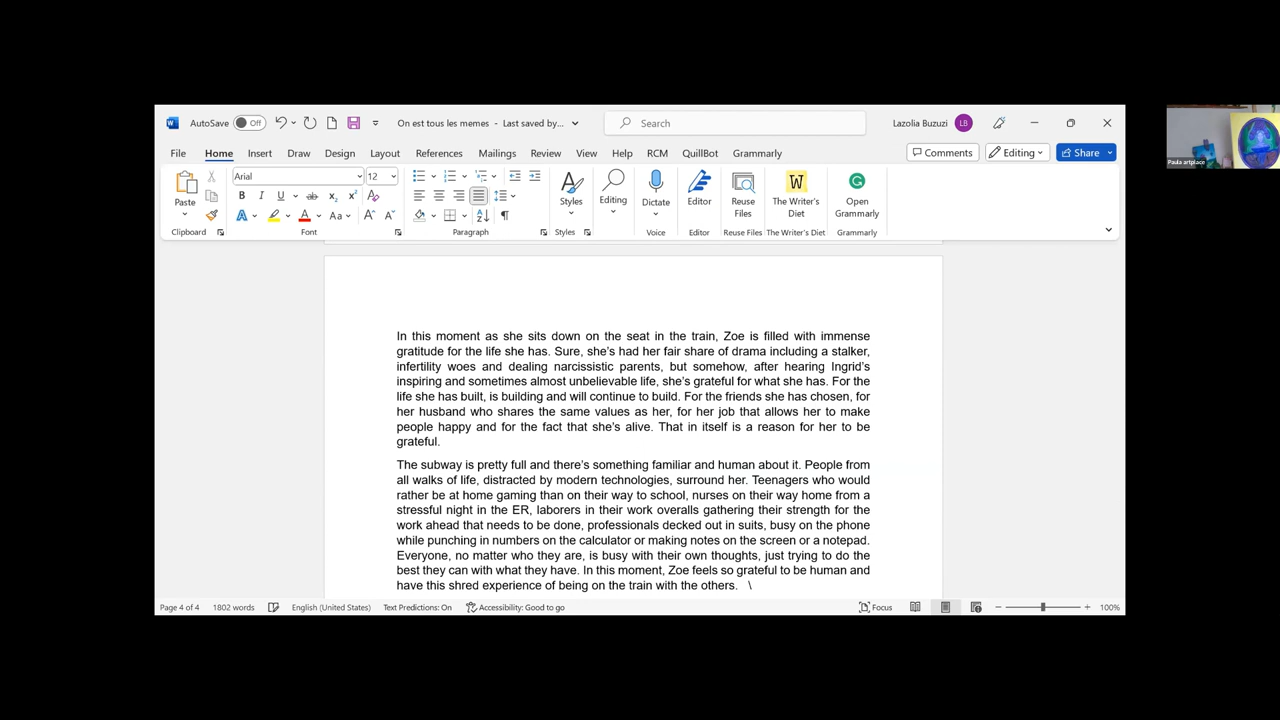 AutoSave Off On est tous les memes - Last saved by... Search Lazolia Buzuzi LB
File Home Insert Draw Design Layout References Mailings Review View Help RCM QuillBot Grammarly Comments Editing Share
Arial 12
Paste Styles Editing Dictate Editor Reuse Files The Writer's Diet Open Grammarly
Clipboard Font Paragraph Styles Voice Editor Reuse Files The Writer's Diet Grammarly
Paula artplace
In this moment as she sits down on the seat in the train, Zoe is filled with immense
gratitude for the life she has. Sure, she's had her fair share of drama including a stalker,
infertility woes and dealing narcissistic parents, but somehow, after hearing Ingrid's
inspiring and sometimes almost unbelievable life, she's grateful for what she has. For the
life she has built, is building and will continue to build. For the friends she has chosen, for
her husband who shares the same values as her, for her job that allows her to make
people happy and for the fact that she's alive. That in itself is a reason for her to be
grateful.
The subway is pretty full and there's something familiar and human about it. People from
all walks of life, distracted by modern technologies, surround her. Teenagers who would
rather be at home gaming than on their way to school, nurses on their way home from a
stressful night in the ER, laborers in their work overalls gathering their strength for the
work ahead that needs to be done, professionals decked out in suits, busy on the phone
while punching in numbers on the calculator or making notes on the screen or a notepad.
Everyone, no matter who they are, is busy with their own thoughts, just trying to do the
best they can with what they have. In this moment, Zoe feels so grateful to be human and
have this shred experience of being on the train with the others. \
Page 4 of 4 1802 words English (United States) Text Predictions: On Accessibility: Good to go Focus 100%